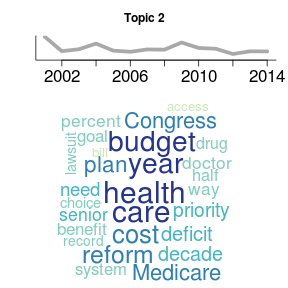 Topic 2
2002 2006 2010 2014
access
percent Congress
lawsuit goal budget drug
bill
plan year doctor
half
need health way
choice
senior care priority
benefit cost deficit
record
reform decade
system Medicare